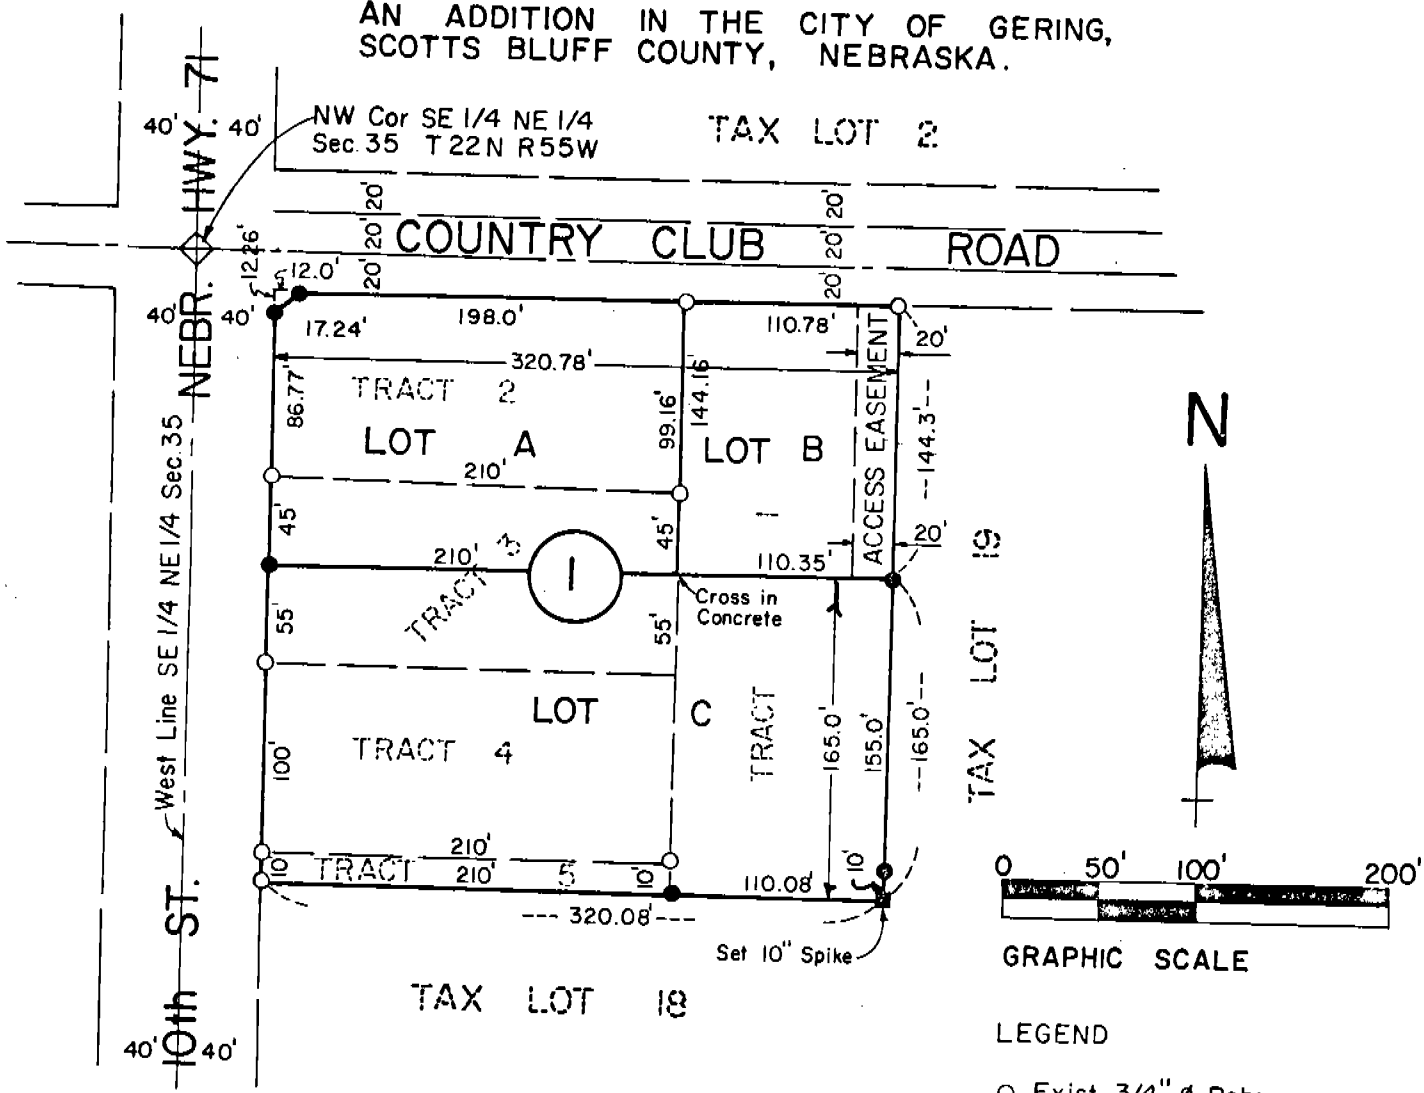 AN ADDITION IN THE CITY OF GERING,
SCOTTS BLUFF COUNTY, NEBRASKA.
NEBR. HWY. 71
40' 40'
NW Cor SE 1/4 NE 1/4
Sec. 35 T22N R55W
TAX LOT 2
20' 20' 20'
20' 20' 20'
COUNTRY CLUB ROAD
12.26'
12.0'
40' 40'
17.24'
198.0'
110.78'
20'
320.78'
86.77'
TRACT 2
99.16'
144.16'
LOT A
LOT B
ACCESS EASEMENT
144.3'
210'
West Line SE 1/4 NE 1/4 Sec. 35
45'
45'
20'
TRACT 3
210'
1
110.35'
Cross in
Concrete
55'
55'
TAX LOT 19
LOT C
TRACT 4
TRACT
100'
165.0'
155.0'
165.0'
210'
10'
TRACT 5
210'
10'
110.08'
10'
320.08'
Set 10" Spike
10th ST.
TAX LOT 18
40' 40'
N
0 50' 100' 200'
GRAPHIC SCALE
LEGEND
Exist. 3/4" ø